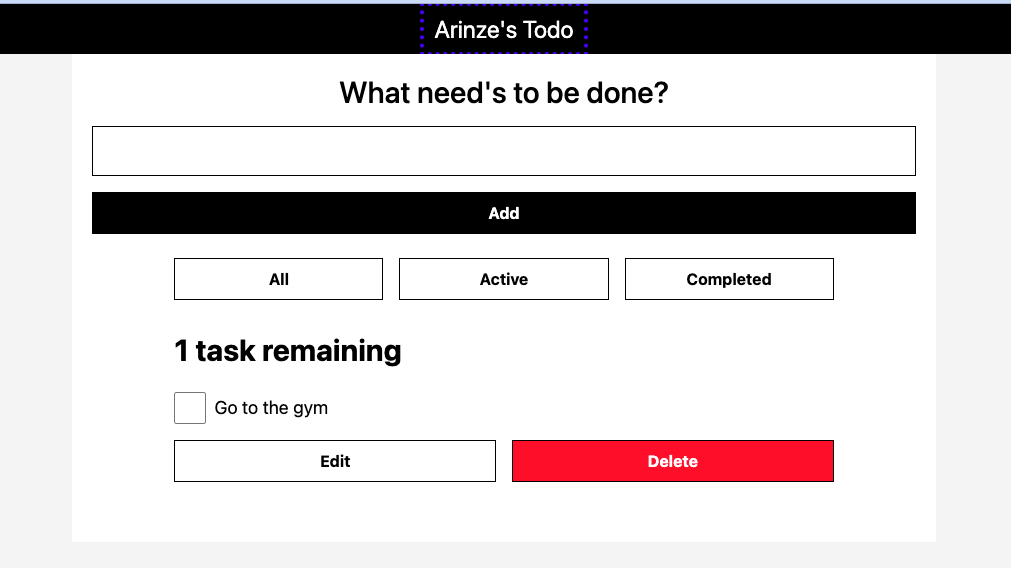 Arinze's Todo
What need's to be done?
Add
All Active Completed
1 task remaining
Go to the gym
Edit Delete